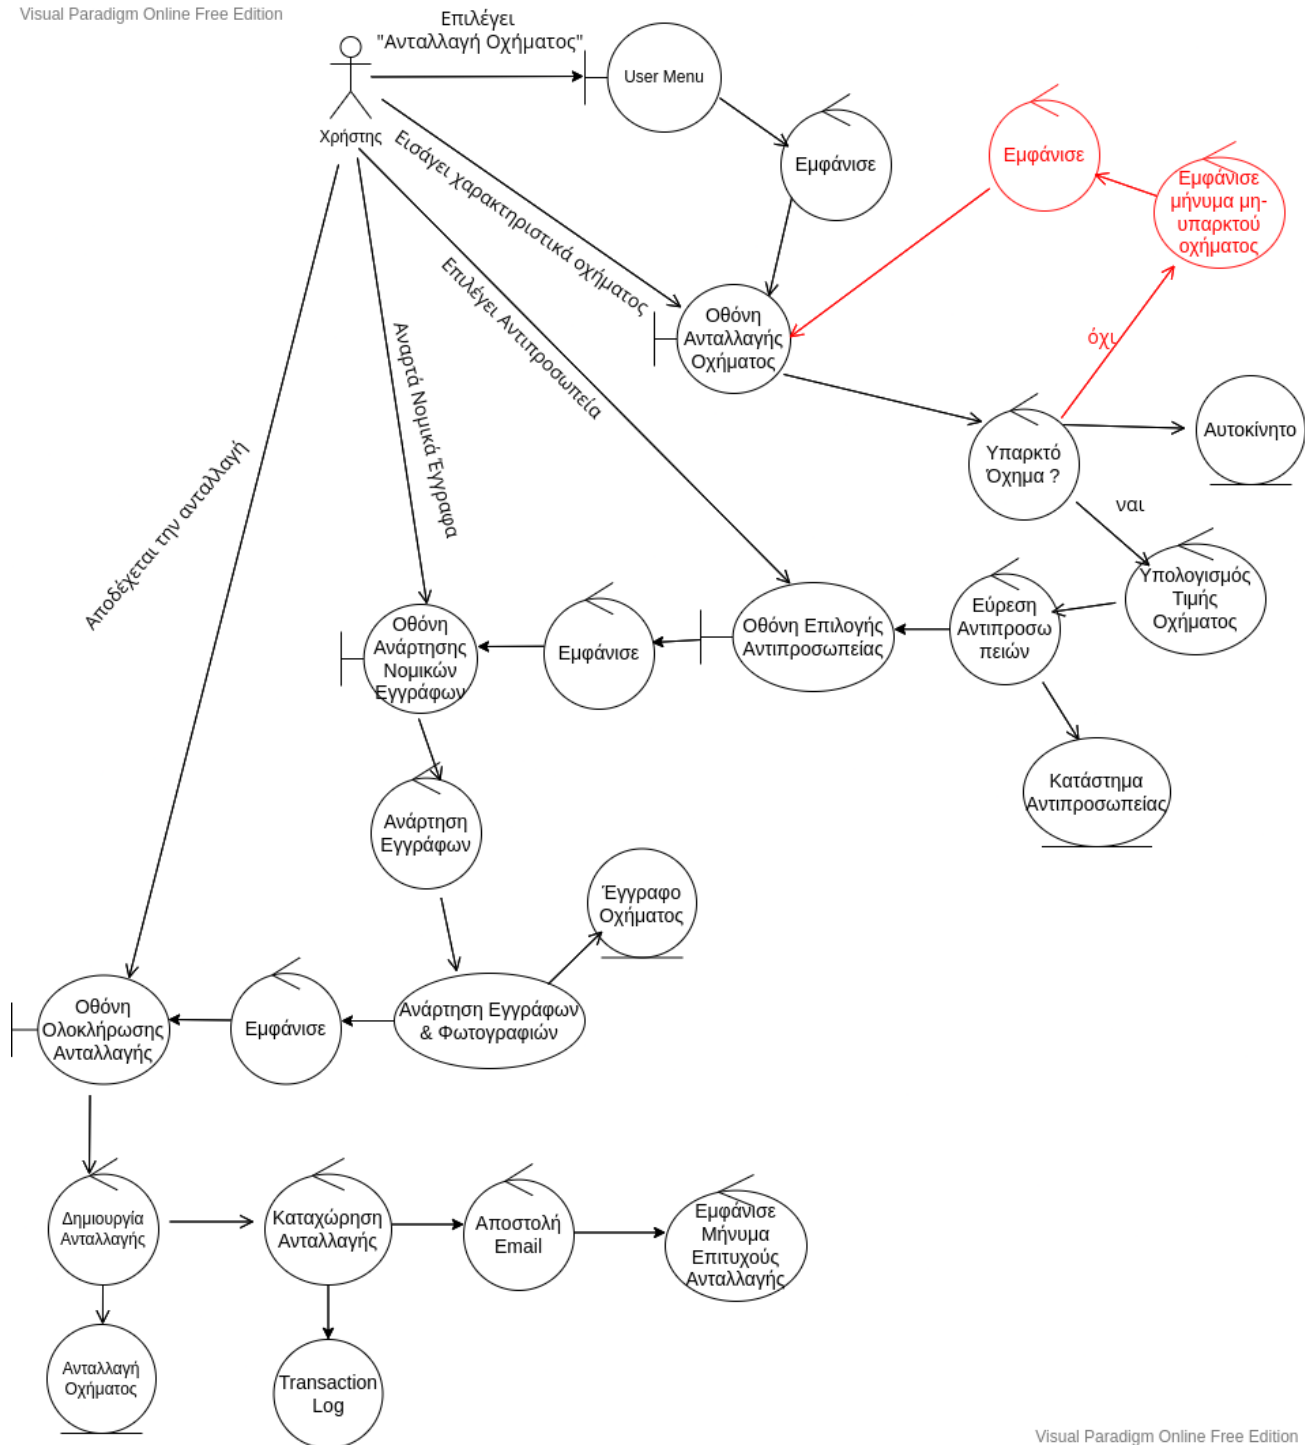 Visual Paradigm Online Free Edition
Επιλέγει
"Ανταλλαγή Οχήματος"
User Menu
Χρήστης
Εμφάνισε
Εμφάνισε
Εμφάνισε
μήνυμα μη-
υπαρκτού
οχήματος
Εισάγει χαρακτηριστικά οχήματος
Επιλέγει Αντιπροσωπεία
Αναρτά Νομικά Έγγραφα
Αποδέχεται την ανταλλαγή
Οθόνη
Ανταλλαγής
Οχήματος
όχι
Υπαρκτό
Όχημα ?
Αυτοκίνητο
ναι
Υπολογισμός
Τιμής
Οχήματος
Εύρεση
Αντιπροσω
πειών
Οθόνη Επιλογής
Αντιπροσωπείας
Εμφάνισε
Οθόνη
Ανάρτησης
Νομικών
Εγγράφων
Κατάστημα
Αντιπροσωπείας
Ανάρτηση
Εγγράφων
Έγγραφο
Οχήματος
Ανάρτηση Εγγράφων
& Φωτογραφιών
Εμφάνισε
Οθόνη
Ολοκλήρωσης
Ανταλλαγής
Δημιουργία
Ανταλλαγής
Καταχώρηση
Ανταλλαγής
Αποστολή
Email
Εμφάνισε
Μήνυμα
Επιτυχούς
Ανταλλαγής
Ανταλλαγή
Οχήματος
Transaction
Log
Visual Paradigm Online Free Edition